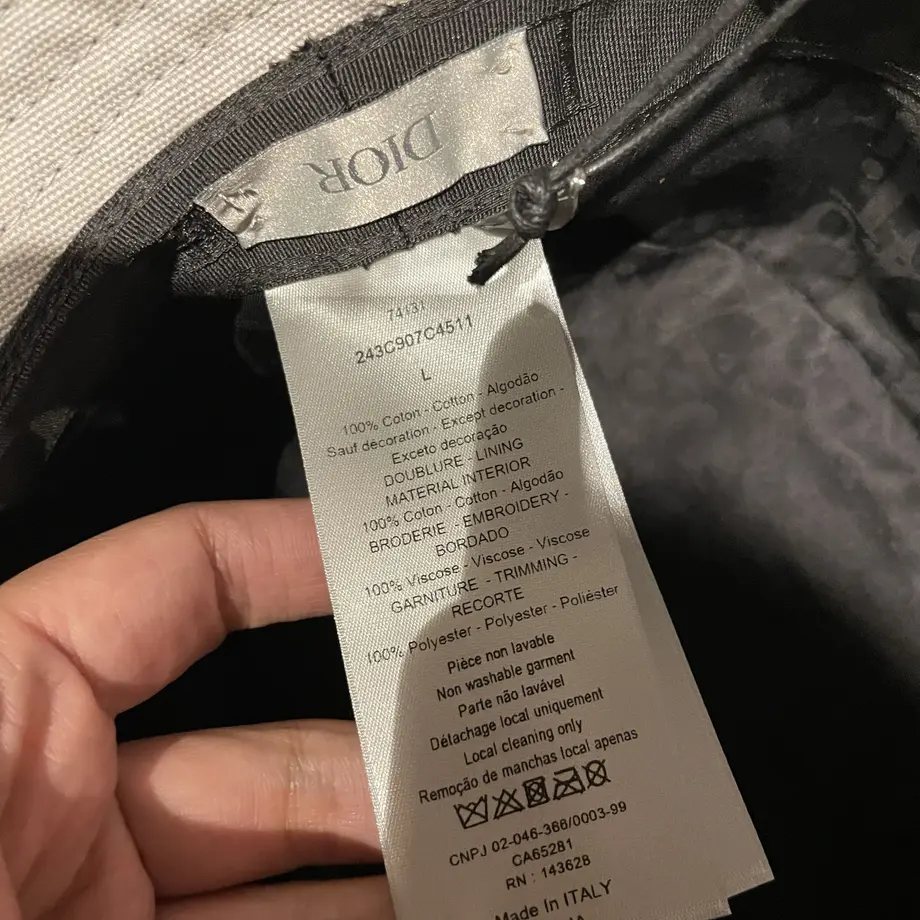 DIOR
74131
243C907C4511
L
100% Coton - Cotton - Algodão
Sauf décoration - Except decoration -
Exceto decoração
DOUBLURE - LINING
MATERIAL INTERIOR
100% Coton - Cotton - Algodão
BRODERIE - EMBROIDERY -
BORDADO
100% Viscose - Viscose - Viscose
GARNITURE - TRIMMING -
RECORTE
100% Polyester - Polyester - Poliéster
Pièce non lavable
Non washable garment
Parte não lavável
Détachage local uniquement
Local cleaning only
Remoção de manchas local apenas
CNPJ 02-046-366/0003-99
CA65281
RN : 143628
Made In ITALY